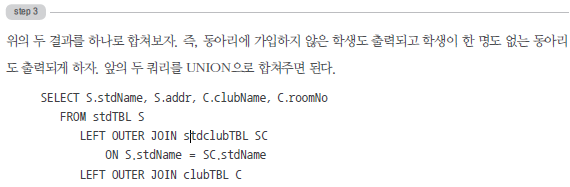 step 3
위의 두 결과를 하나로 합쳐보자. 즉, 동아리에 가입하지 않은 학생도 출력되고 학생이 한 명도 없는 동아리
도 출력되게 하자. 앞의 두 쿼리를 UNION으로 합쳐주면 된다.
SELECT S.stdName, S.addr, C.clubName, C.roomNo
FROM stdTBL S
LEFT OUTER JOIN stdclubTBL SC
ON S.stdName = SC.stdName
LEFT OUTER JOIN clubTBL C